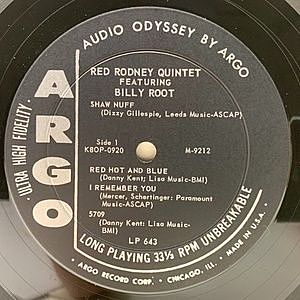 AUDIO ODYSSEY BY ARGO
ULTRA HIGH FIDELITY.
ARGO
RED RODNEY QUINTET
FEATURING
BILLY ROOT
SHAW NUFF
(Dizzy Gillespie, Leeds Music-ASCAP)
Side 1
K8OP-0920 M-9212
RED HOT AND BLUE
(Danny Kent; Lisa Music-BMI)
I REMEMBER YOU
(Mercer, Schertinger: Paramount
Music-ASCAP)
5709
(Danny Kent: Lisa Music-
BMI)
LP 643
LONG PLAYING 33⅓ RPM UNBREAKABLE
ARGO RECORD CORP. • CHICAGO, ILL. • MADE IN U.S.A.